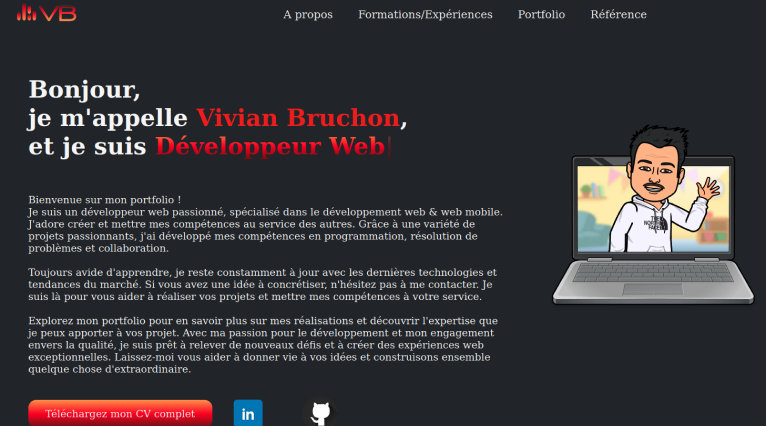 VB
A propos Formations/Expériences Portfolio Référence
Bonjour,
je m'appelle Vivian Bruchon,
et je suis Développeur Web|
Bienvenue sur mon portfolio !
Je suis un développeur web passionné, spécialisé dans le développement web & web mobile.
J'adore créer et mettre mes compétences au service des autres. Grâce à une variété de
projets passionnants, j'ai développé mes compétences en programmation, résolution de
problèmes et collaboration.
Toujours avide d'apprendre, je reste constamment à jour avec les dernières technologies et
tendances du marché. Si vous avez une idée à concrétiser, n'hésitez pas à me contacter. Je
suis là pour vous aider à réaliser vos projets et mettre mes compétences à votre service.
Explorez mon portfolio pour en savoir plus sur mes réalisations et découvrir l'expertise que
je peux apporter à vos projet. Avec ma passion pour le développement et mon engagement
envers la qualité, je suis prêt à relever de nouveaux défis et à créer des expériences web
exceptionnelles. Laissez-moi vous aider à donner vie à vos idées et construisons ensemble
quelque chose d'extraordinaire.
THE
NORTH
FACE
Téléchargez mon CV complet
in